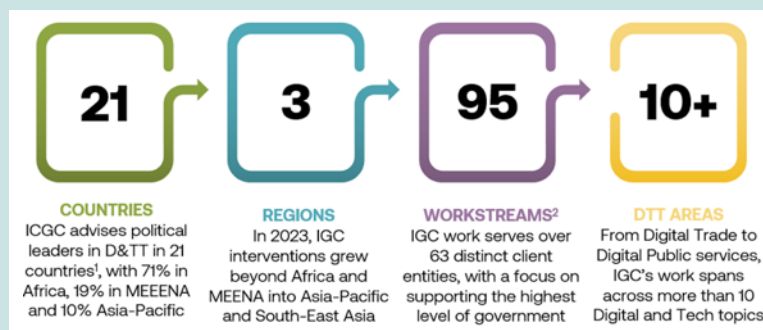 21
3
95
10+
COUNTRIES
ICGC advises political
leaders in D&TT in 21
countries¹, with 71% in
Africa, 19% in MEEENA
and 10% Asia-Pacific
REGIONS
In 2023, IGC
interventions grew
beyond Africa and
MEENA into Asia-Pacific
and South-East Asia
WORKSTREAMS²
IGC work serves over
63 distinct client
entities, with a focus on
supporting the highest
level of government
DTT AREAS
From Digital Trade to
Digital Public services,
IGC's work spans
across more than 10
Digital and Tech topics